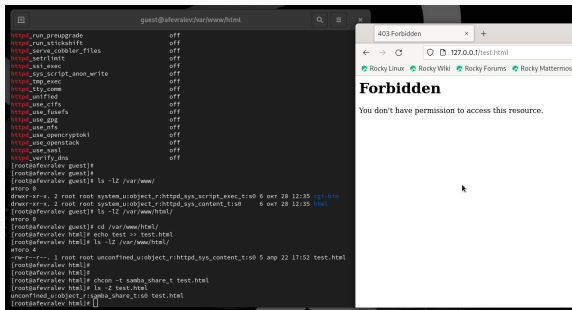 guest@afevralev:/var/www/html
httpd_run_preupgrade off
httpd_run_stickshift off
httpd_serve_cobbler_files off
httpd_setrlimit off
httpd_ssi_exec off
httpd_sys_script_anon_write off
httpd_tmp_exec off
httpd_tty_comm off
httpd_unified off
httpd_use_cifs off
httpd_use_fusefs off
httpd_use_gpg off
httpd_use_nfs off
httpd_use_opencryptoki off
httpd_use_openstack off
httpd_use_sasl off
httpd_verify_dns off
[root@afevralev guest]#
[root@afevralev guest]#
[root@afevralev guest]# ls -lZ /var/www/
итого 0
drwxr-xr-x. 2 root root system_u:object_r:httpd_sys_script_exec_t:s0 6 окт 28 12:35 cgi-bin
drwxr-xr-x. 2 root root system_u:object_r:httpd_sys_content_t:s0 6 окт 28 12:35 html
[root@afevralev guest]# ls -lZ /var/www/html/
итого 0
[root@afevralev guest]# cd /var/www/html/
[root@afevralev html]# echo test >> test.html
[root@afevralev html]# ls -lZ /var/www/html/
итого 4
-rw-r--r--. 1 root root unconfined_u:object_r:httpd_sys_content_t:s0 5 апр 22 17:52 test.html
[root@afevralev html]#
[root@afevralev html]#
[root@afevralev html]# chcon -t samba_share_t test.html
[root@afevralev html]# ls -Z test.html
unconfined_u:object_r:samba_share_t:s0 test.html
[root@afevralev html]#
403 Forbidden
127.0.0.1/test.html
Rocky Linux Rocky Wiki Rocky Forums Rocky Mattermos
Forbidden
You don't have permission to access this resource.